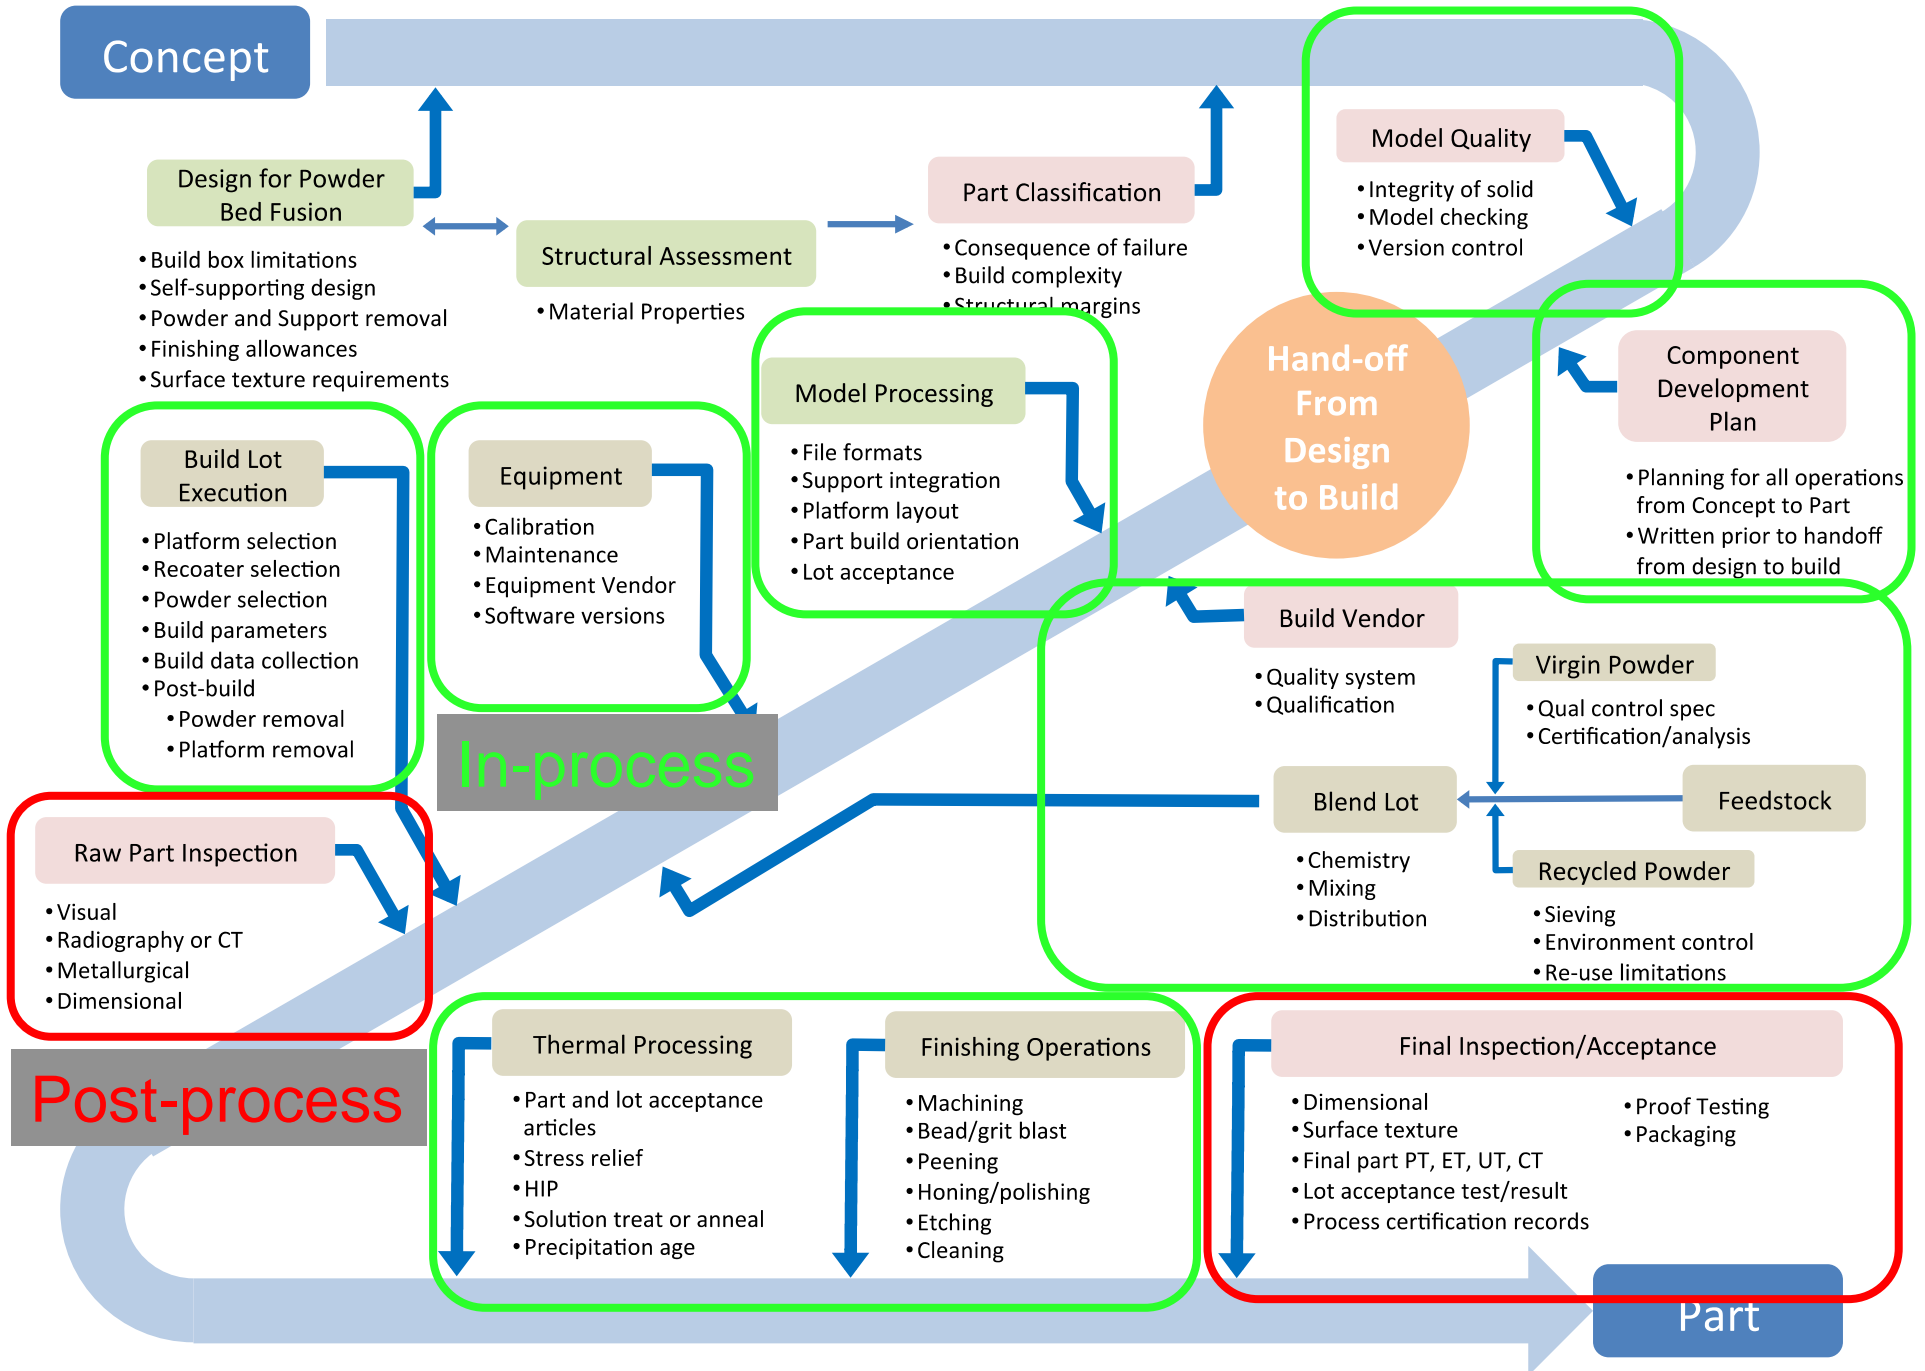 Concept
Design for Powder
Bed Fusion
• Build box limitations
• Self-supporting design
• Powder and Support removal
• Finishing allowances
• Surface texture requirements
Structural Assessment
• Material Properties
Part Classification
• Consequence of failure
• Build complexity
• Structural margins
Model Quality
• Integrity of solid
• Model checking
• Version control
Hand-off
From
Design
to Build
Component
Development
Plan
• Planning for all operations
from Concept to Part
• Written prior to handoff
from design to build
Model Processing
• File formats
• Support integration
• Platform layout
• Part build orientation
• Lot acceptance
Equipment
• Calibration
• Maintenance
• Equipment Vendor
• Software versions
Build Lot
Execution
• Platform selection
• Recoater selection
• Powder selection
• Build parameters
• Build data collection
• Post-build
• Powder removal
• Platform removal
In-process
Build Vendor
• Quality system
• Qualification
Virgin Powder
• Qual control spec
• Certification/analysis
Blend Lot
• Chemistry
• Mixing
• Distribution
Feedstock
Recycled Powder
• Sieving
• Environment control
• Re-use limitations
Raw Part Inspection
• Visual
• Radiography or CT
• Metallurgical
• Dimensional
Post-process
Thermal Processing
• Part and lot acceptance
articles
• Stress relief
• HIP
• Solution treat or anneal
• Precipitation age
Finishing Operations
• Machining
• Bead/grit blast
• Peening
• Honing/polishing
• Etching
• Cleaning
Final Inspection/Acceptance
• Dimensional
• Surface texture
• Final part PT, ET, UT, CT
• Lot acceptance test/result
• Process certification records
• Proof Testing
• Packaging
Part